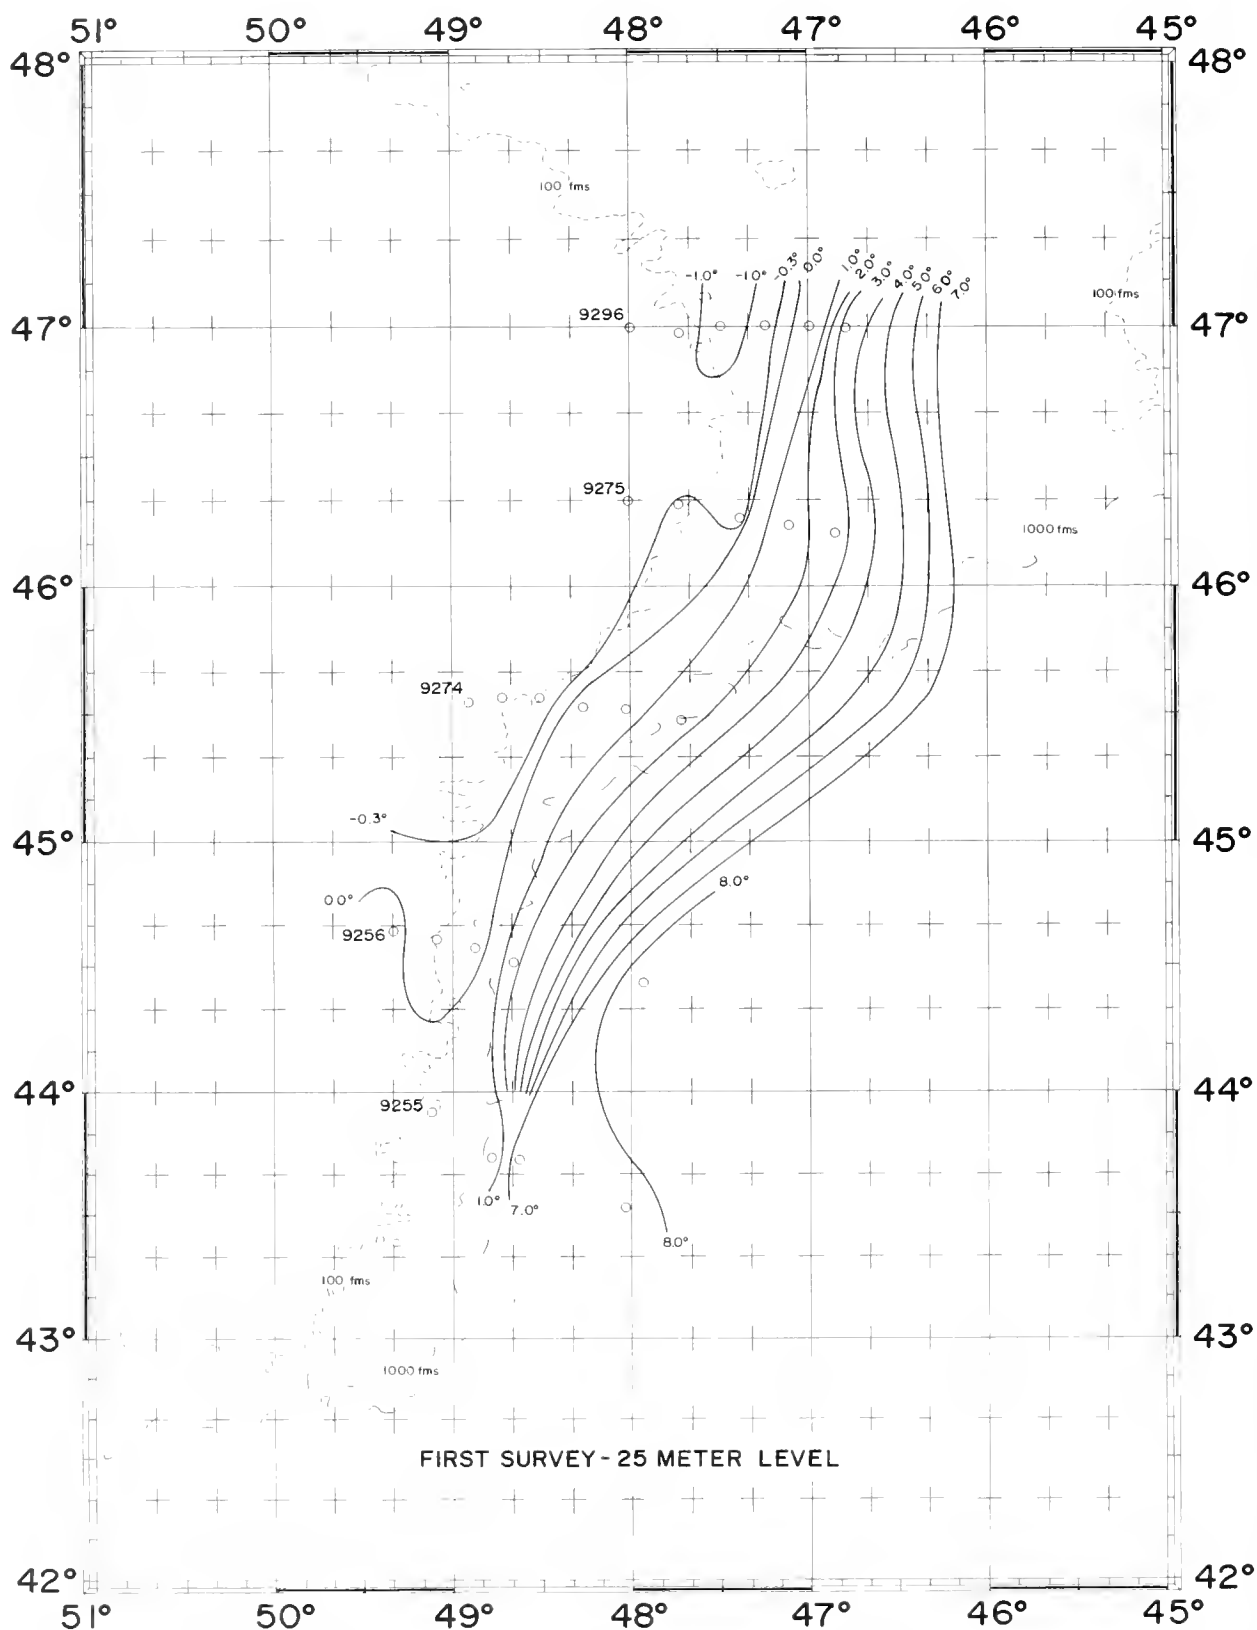 51° 50° 49° 48° 47° 46° 45°
48° 48°
100 fms
-1.0° -1.0° -0.3° 0.0° 1.0° 2.0° 3.0° 4.0° 5.0° 6.0° 7.0°
100 fms
47° 9296 47°
9275
1000 fms
46° 46°
9274
-0.3°
45° 45°
8.0°
0.0°
9256
44° 44°
9255
1.0° 7.0°
8.0°
100 fms
43° 43°
1000 fms
FIRST SURVEY - 25 METER LEVEL
42° 42°
51° 50° 49° 48° 47° 46° 45°